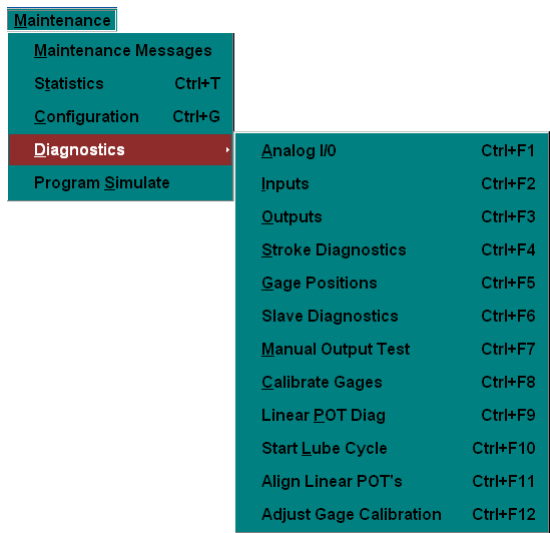 Maintenance
Maintenance Messages
Statistics Ctrl+T
Configuration Ctrl+G
Diagnostics
Program Simulate
Analog I/0 Ctrl+F1
Inputs Ctrl+F2
Outputs Ctrl+F3
Stroke Diagnostics Ctrl+F4
Gage Positions Ctrl+F5
Slave Diagnostics Ctrl+F6
Manual Output Test Ctrl+F7
Calibrate Gages Ctrl+F8
Linear POT Diag Ctrl+F9
Start Lube Cycle Ctrl+F10
Align Linear POT's Ctrl+F11
Adjust Gage Calibration Ctrl+F12